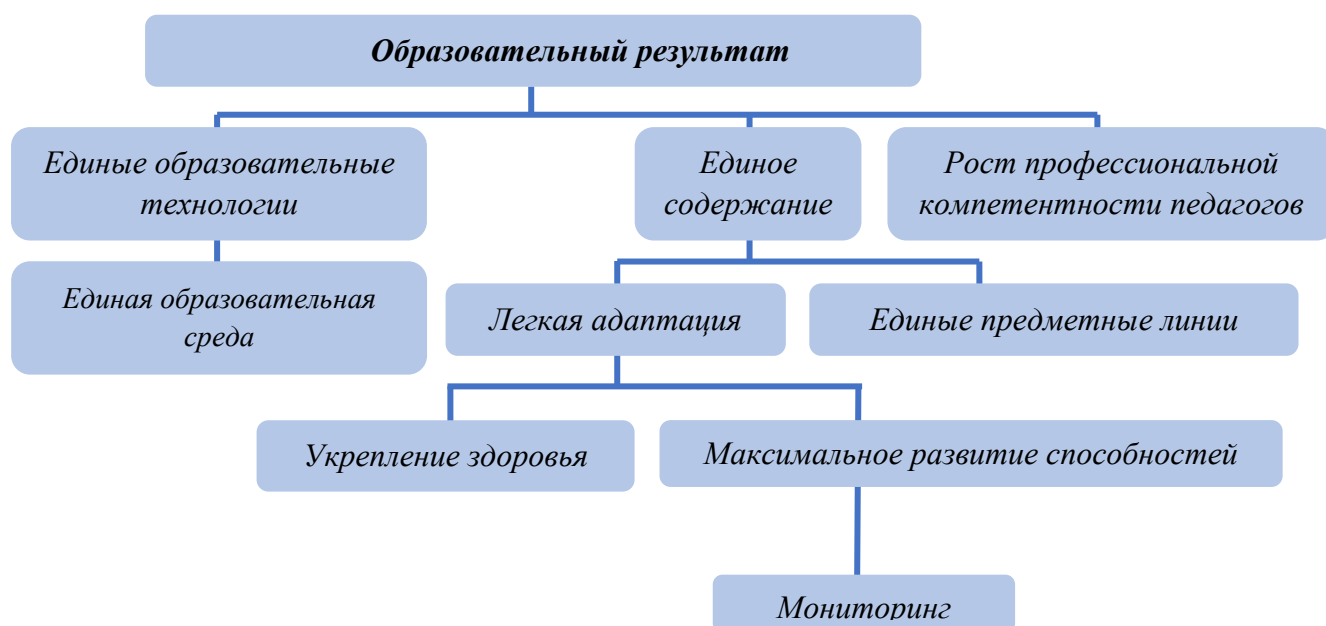 Образовательный результат
Единые образовательные
технологии
Единое
содержание
Рост профессиональной
компетентности педагогов
Единая образовательная
среда
Легкая адаптация
Единые предметные линии
Укрепление здоровья
Максимальное развитие способностей
Мониторинг